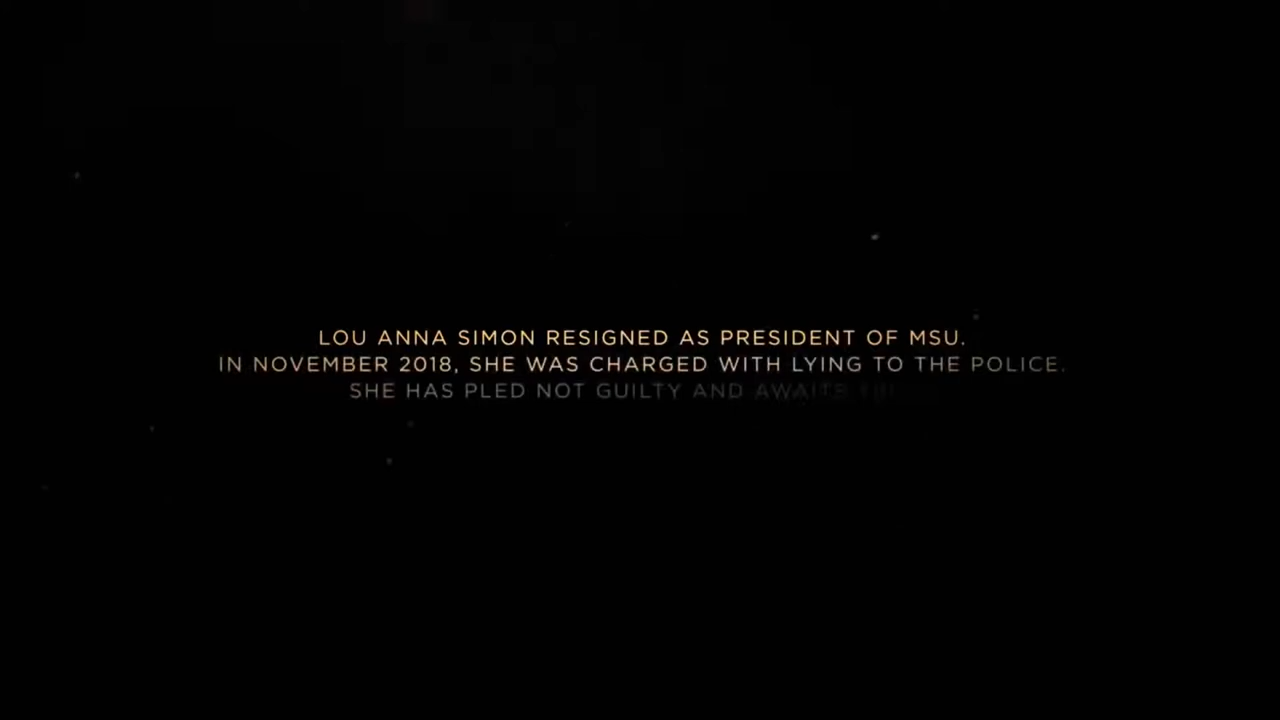 LOU ANNA SIMON RESIGNED AS PRESIDENT OF MSU.
IN NOVEMBER 2018, SHE WAS CHARGED WITH LYING TO THE POLICE.
SHE HAS PLED NOT GUILTY AND AWAITS